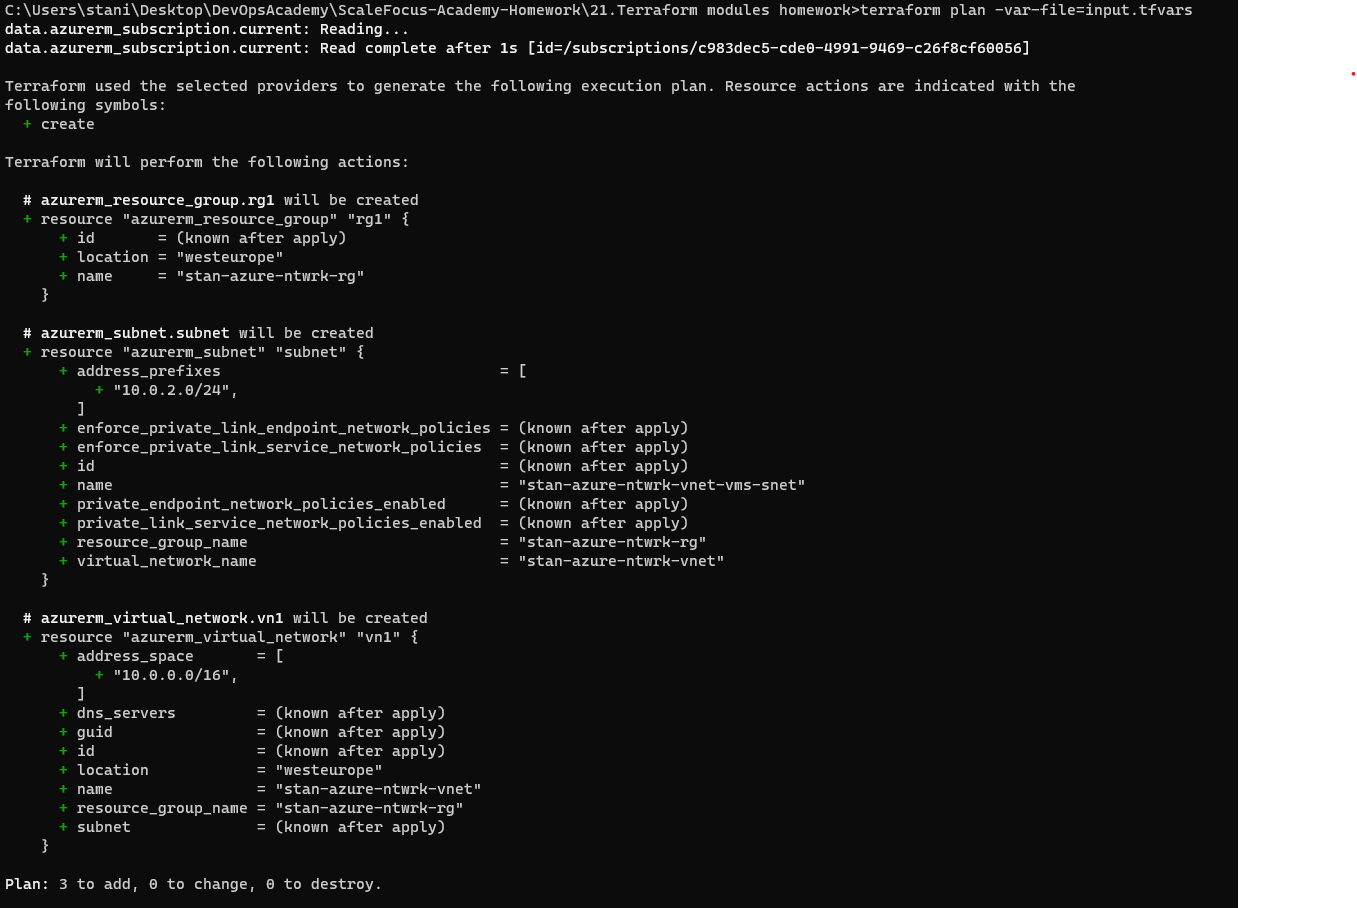 C:\Users\stani\Desktop\DevOpsAcademy\ScaleFocus-Academy-Homework\21.Terraform modules homework>terraform plan -var-file=input.tfvars
data.azurerm_subscription.current: Reading...
data.azurerm_subscription.current: Read complete after 1s [id=/subscriptions/c983dec5-cde0-4991-9469-c26f8cf60056]

Terraform used the selected providers to generate the following execution plan. Resource actions are indicated with the
following symbols:
  + create

Terraform will perform the following actions:

  # azurerm_resource_group.rg1 will be created
  + resource "azurerm_resource_group" "rg1" {
      + id       = (known after apply)
      + location = "westeurope"
      + name     = "stan-azure-ntwrk-rg"
    }

  # azurerm_subnet.subnet will be created
  + resource "azurerm_subnet" "subnet" {
      + address_prefixes                               = [
          + "10.0.2.0/24",
        ]
      + enforce_private_link_endpoint_network_policies = (known after apply)
      + enforce_private_link_service_network_policies  = (known after apply)
      + id                                             = (known after apply)
      + name                                           = "stan-azure-ntwrk-vnet-vms-snet"
      + private_endpoint_network_policies_enabled      = (known after apply)
      + private_link_service_network_policies_enabled  = (known after apply)
      + resource_group_name                            = "stan-azure-ntwrk-rg"
      + virtual_network_name                           = "stan-azure-ntwrk-vnet"
    }

  # azurerm_virtual_network.vn1 will be created
  + resource "azurerm_virtual_network" "vn1" {
      + address_space       = [
          + "10.0.0.0/16",
        ]
      + dns_servers         = (known after apply)
      + guid                = (known after apply)
      + id                  = (known after apply)
      + location            = "westeurope"
      + name                = "stan-azure-ntwrk-vnet"
      + resource_group_name = "stan-azure-ntwrk-rg"
      + subnet              = (known after apply)
    }

Plan: 3 to add, 0 to change, 0 to destroy.